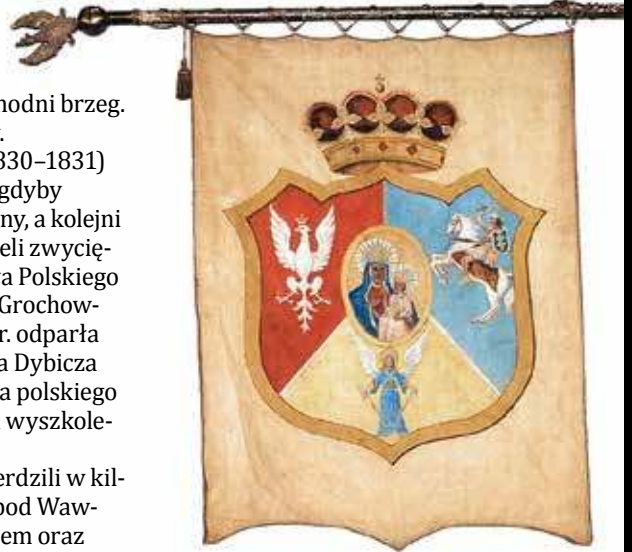 hodni brzeg.
.
830–1831)
gdyby
ny, a kolejni
eli zwycię-
a Polskiego
Grochow-
r. odparła
a Dybicza
a polskiego
wyszkole-
erdzili w kil-
pod Waw-
em oraz